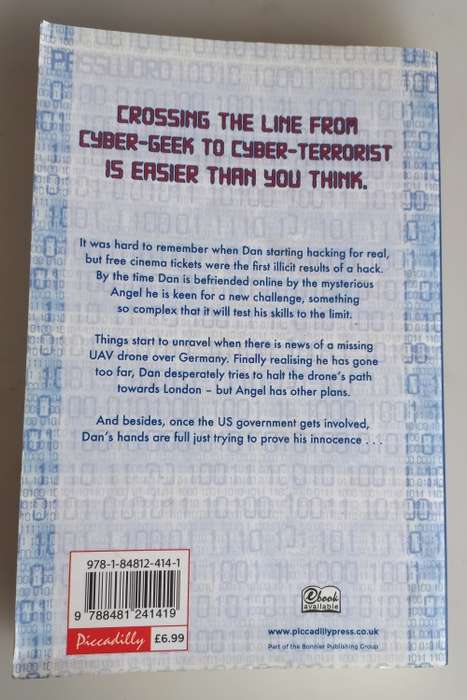 PASSWORD
CROSSING THE LINE FROM
CYBER-GEEK TO CYBER-TERRORIST
IS EASIER THAN YOU THINK.
It was hard to remember when Dan starting hacking for real,
but free cinema tickets were the first illicit results of a hack.
By the time Dan is befriended online by the mysterious
Angel he is keen for a new challenge, something
so complex that it will test his skills to the limit.
Things start to unravel when there is news of a missing
UAV drone over Germany. Finally realising he has gone
too far, Dan desperately tries to halt the drone's path
towards London – but Angel has other plans.
And besides, once the US government gets involved,
Dan's hands are full just trying to prove his innocence . . .
978-1-84812-414-1
9 788481 241419
Piccadilly £6.99
ebook
available
www.piccadillypress.co.uk
Part of the Bonnier Publishing Group